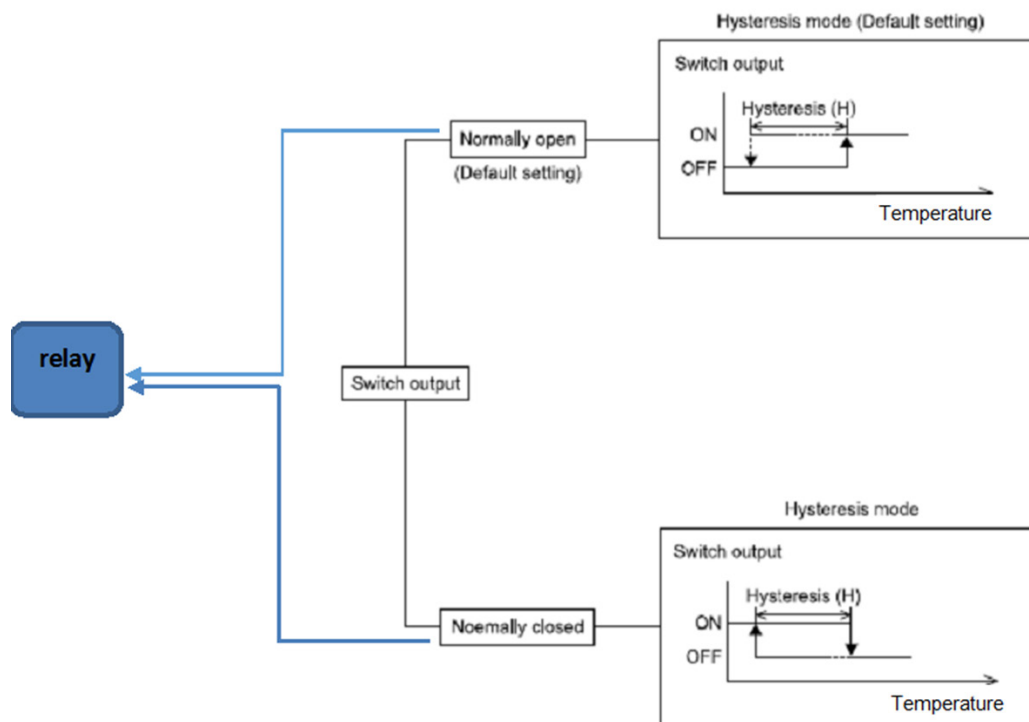 Hysteresis mode (Default setting)
Switch output
Hysteresis (H)
ON
OFF
Temperature
Normally open
(Default setting)
relay
Switch output
Hysteresis mode
Switch output
Hysteresis (H)
ON
OFF
Temperature
Noemally closed